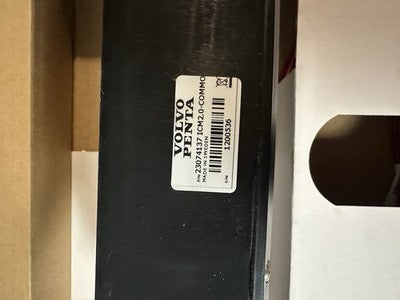 VOLVO
PENTA
P/N 23074137 ICM2.0-COMMO
MADE IN SWEDEN
S/N 1200536